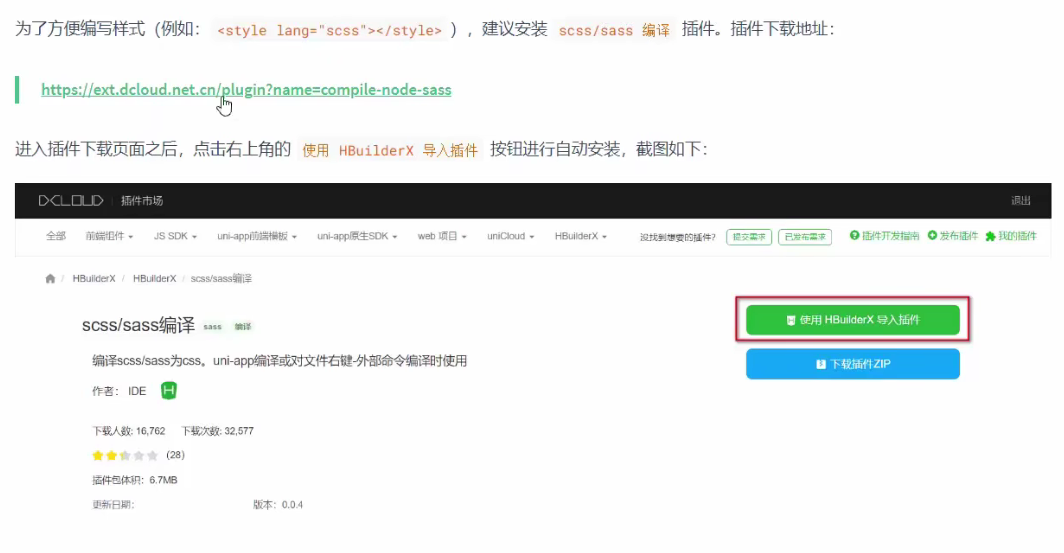 为了方便编写样式（例如： <style lang="scss"></style> ），建议安装 scss/sass 编译 插件。插件下载地址：
https://ext.dcloud.net.cn/plugin?name=compile-node-sass
进入插件下载页面之后，点击右上角的 使用 HBuilderX 导入插件 按钮进行自动安装，截图如下：
DCLOUD | 插件市场 退出
全部 前端组件 JS SDK uni-app前端模板 uni-app原生SDK web 项目 uniCloud HBuilderX 没找到想要的插件？ 提交需求 已发布需求 插件开发指南 发布插件 我的插件
/ HBuilderX / HBuilderX / scss/sass编译
使用 HBuilderX 导入插件
scss/sass编译 sass 编译
编译scss/sass为css。uni-app编译或对文件右键-外部命令编译时使用
下载插件ZIP
作者： IDE H
下载人数: 16,762 下载次数: 32,577
(28)
插件包体积： 6.7MB
更新日期： 版本： 0.0.4